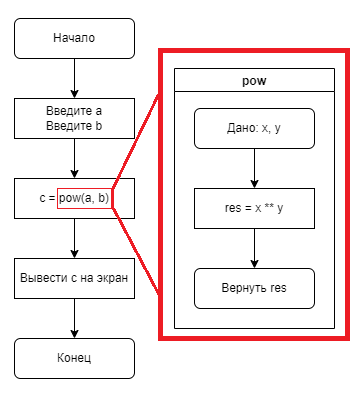 Начало
Введите a
Введите b
c = pow(a, b)
Вывести c на экран
Конец
pow
Дано: x, y
res = x ** y
Вернуть res